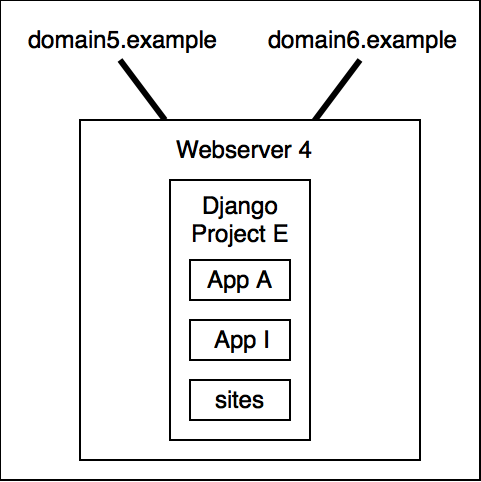 domain5.example
domain6.example
Webserver 4
Django
Project E
App A
App I
sites